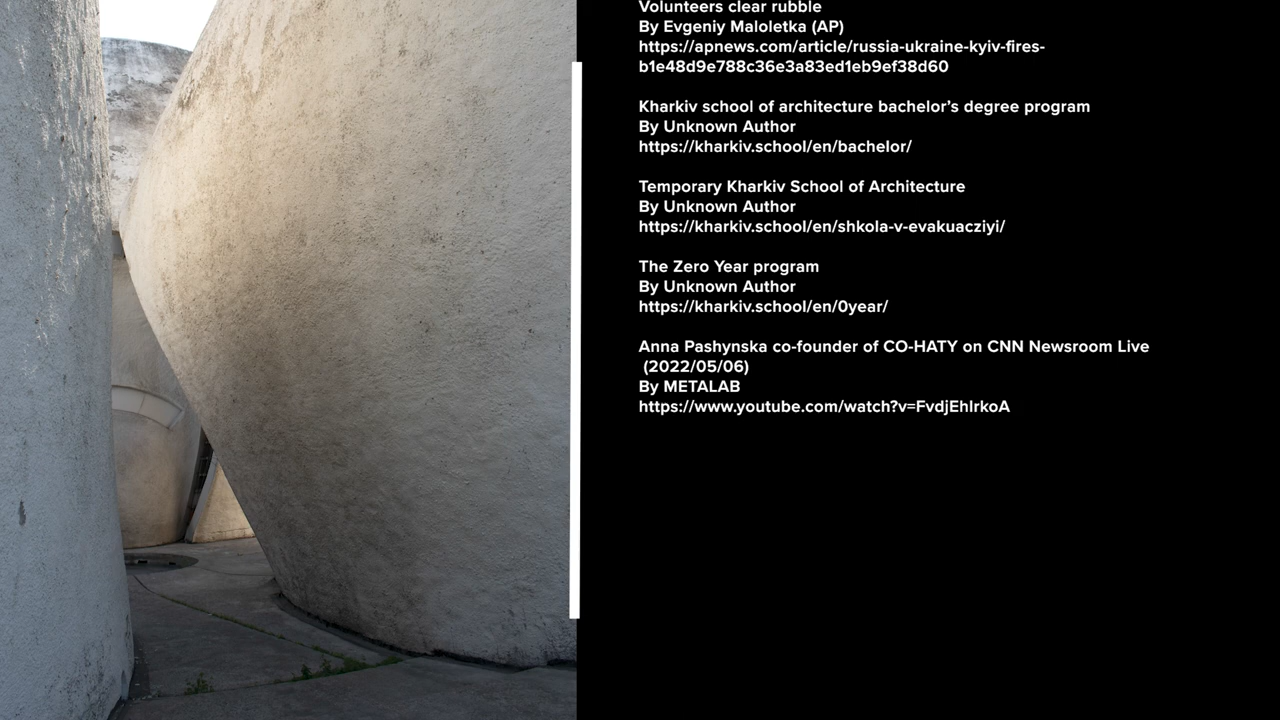 Volunteers clear rubble
By Evgeniy Maloletka (AP)
https://apnews.com/article/russia-ukraine-kyiv-fires-
b1e48d9e788c36e3a83ed1eb9ef38d60
Kharkiv school of architecture bachelor’s degree program
By Unknown Author
https://kharkiv.school/en/bachelor/
Temporary Kharkiv School of Architecture
By Unknown Author
https://kharkiv.school/en/shkola-v-evakuacziyi/
The Zero Year program
By Unknown Author
https://kharkiv.school/en/0year/
Anna Pashynska co-founder of CO-HATY on CNN Newsroom Live
(2022/05/06)
By METALAB
https://www.youtube.com/watch?v=FvdjEhIrkoA